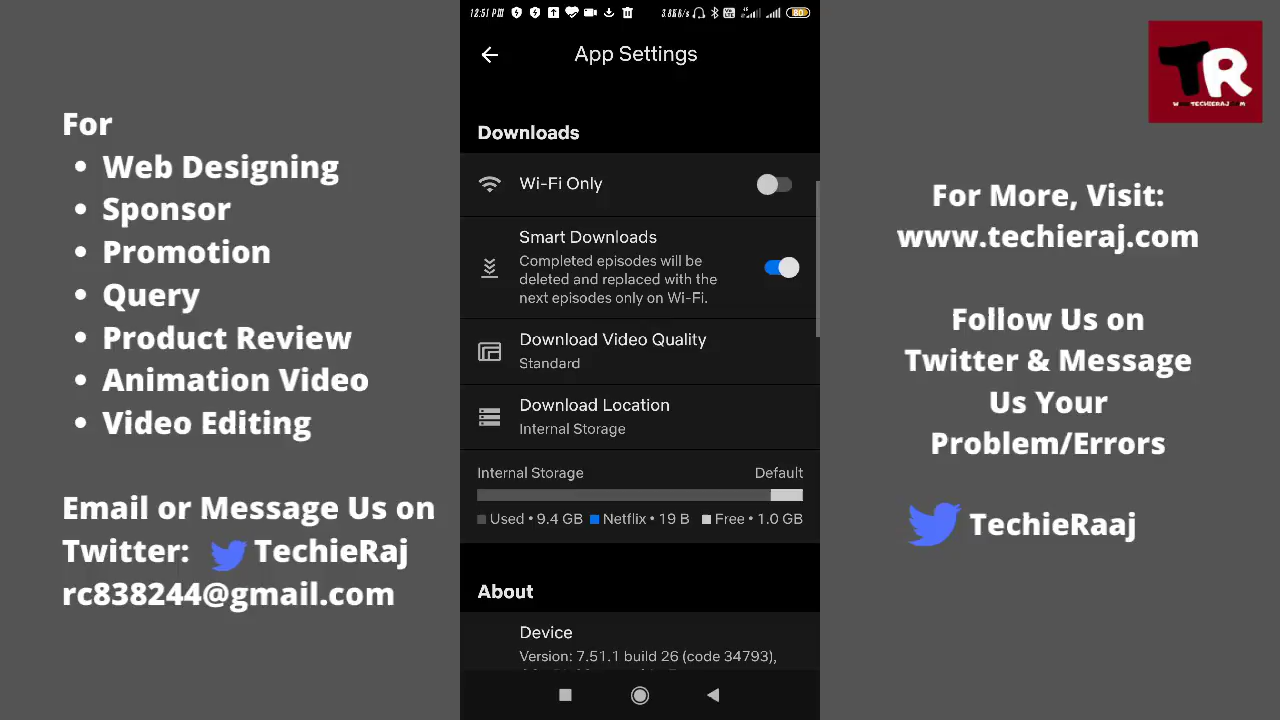 For
• Web Designing
• Sponsor
• Promotion
• Query
• Product Review
• Animation Video
• Video Editing
Email or Message Us on
Twitter: TechieRaj
rc838244@gmail.com
12:51 PM
3.8KB/s
80
App Settings
Downloads
Wi-Fi Only
Smart Downloads
Completed episodes will be
deleted and replaced with the
next episodes only on Wi-Fi.
Download Video Quality
Standard
Download Location
Internal Storage
Internal Storage Default
Used • 9.4 GB Netflix • 19 B Free • 1.0 GB
About
Device
Version: 7.51.1 build 26 (code 34793),
TR
For More, Visit:
www.techieraj.com
Follow Us on
Twitter & Message
Us Your
Problem/Errors
TechieRaaj